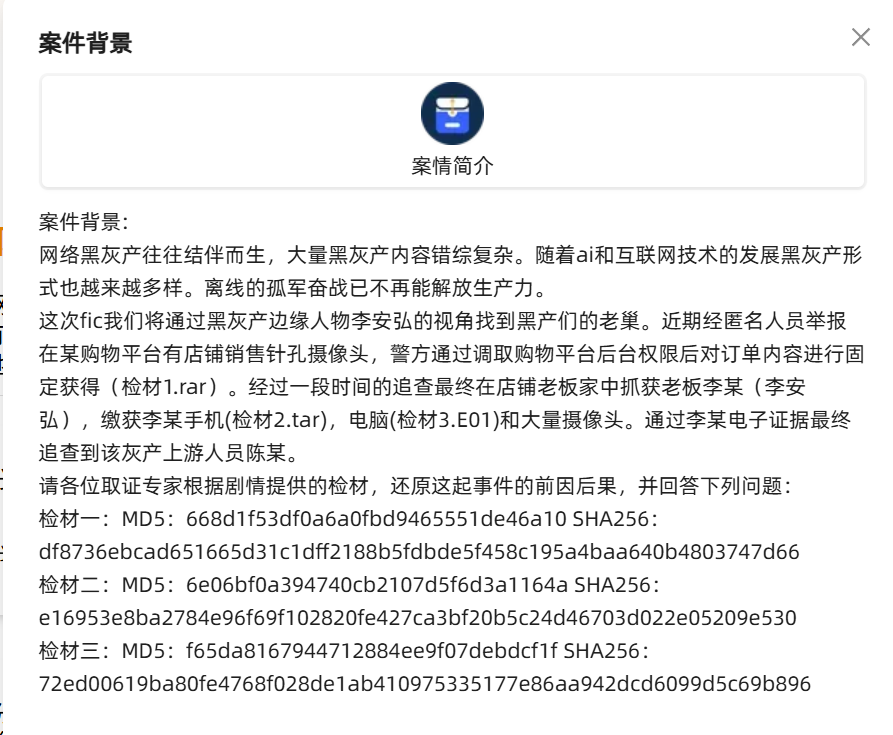 案件背景
案情简介
案件背景：
网络黑灰产往往结伴而生，大量黑灰产内容错综复杂。随着ai和互联网技术的发展黑灰产形
式也越来越多样。离线的孤军奋战已不再能解放生产力。
这次fic我们将通过黑灰产边缘人物李安弘的视角找到黑产们的老巢。近期经匿名人员举报
在某购物平台有店铺销售针孔摄像头，警方通过调取购物平台后台权限后对订单内容进行固
定获得（检材1.rar）。经过一段时间的追查最终在店铺老板家中抓获老板李某（李安
弘），缴获李某手机(检材2.tar)，电脑(检材3.E01)和大量摄像头。通过李某电子证据最终
追查到该灰产上游人员陈某。
请各位取证专家根据剧情提供的检材，还原这起事件的前因后果，并回答下列问题：
检材一：MD5：668d1f53df0a6a0fbd9465551de46a10 SHA256：
df8736ebcad651665d31c1dff2188b5fdbde5f458c195a4baa640b4803747d66
检材二：MD5：6e06bf0a394740cb2107d5f6d3a1164a SHA256：
e16953e8ba2784e96f69f102820fe427ca3bf20b5c24d46703d022e05209e530
检材三：MD5：f65da8167944712884ee9f07debdcf1f SHA256：
72ed00619ba80fe4768f028de1ab410975335177e86aa942dcd6099d5c69b896